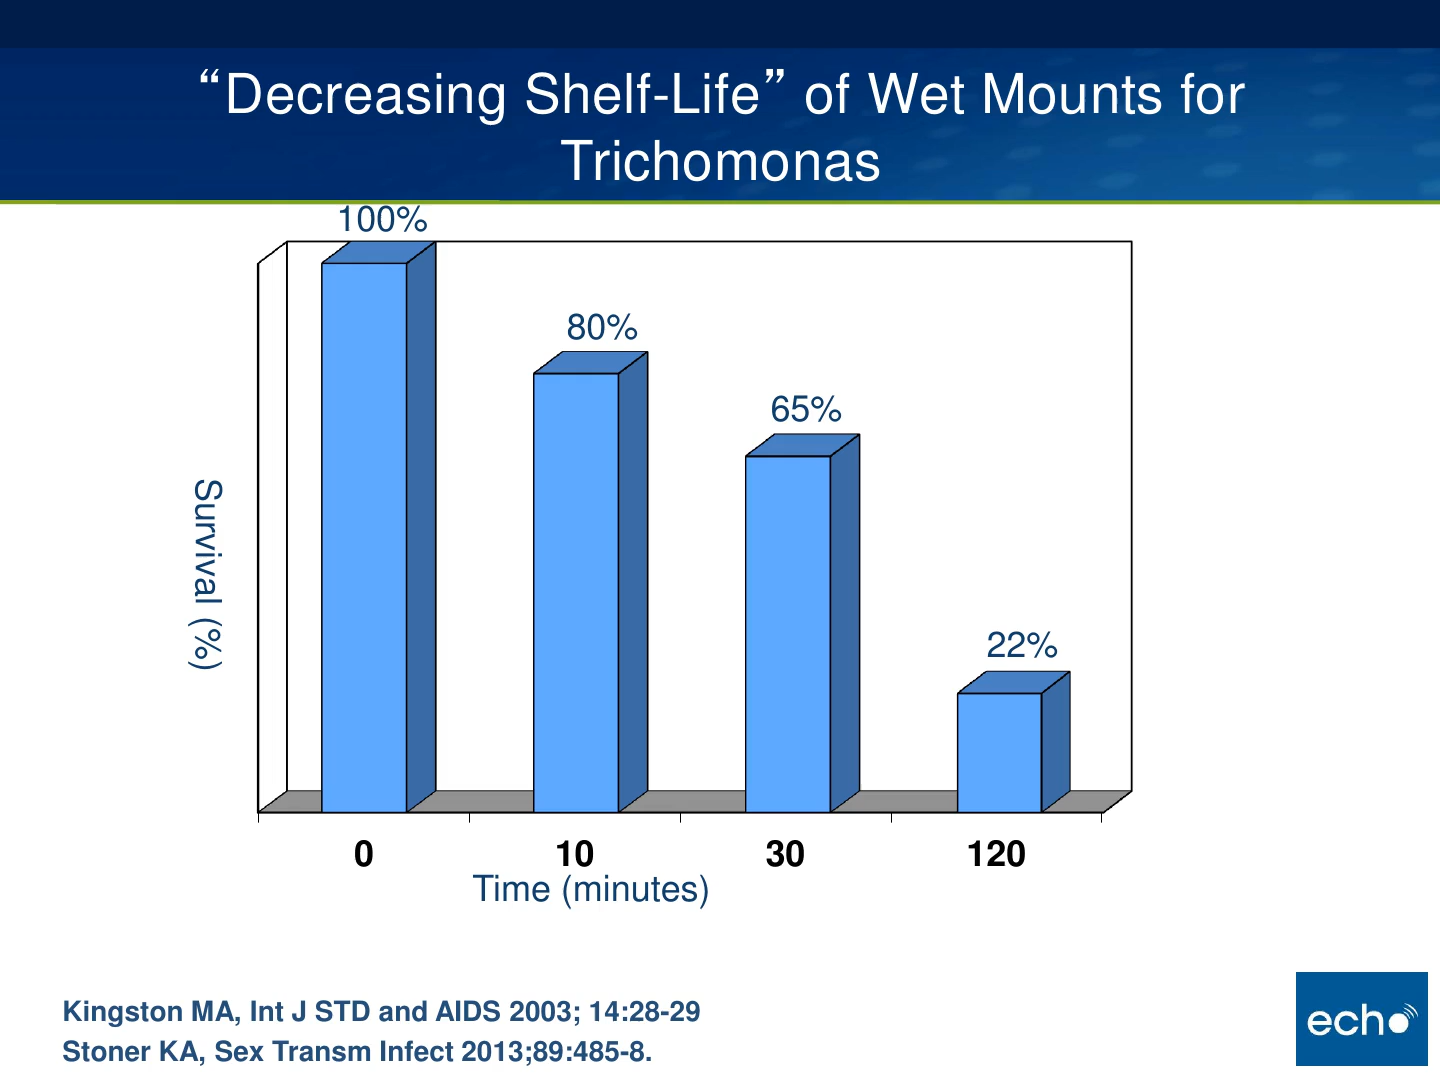 “Decreasing Shelf-Life” of Wet Mounts for
Trichomonas
100%
80%
65%
22%
Survival (%)
0 10 30 120
Time (minutes)
Kingston MA, Int J STD and AIDS 2003; 14:28-29
Stoner KA, Sex Transm Infect 2013;89:485-8.
echo